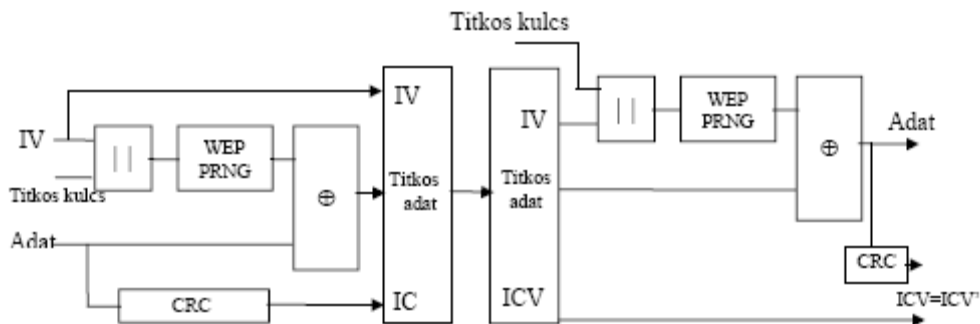 Titkos kulcs
IV
||
WEP
PRNG
⊕
Titkos kulcs
Adat
CRC
IV
Titkos
adat
IC
IV
Titkos
adat
ICV
||
WEP
PRNG
⊕
Adat
CRC
ICV=ICV'